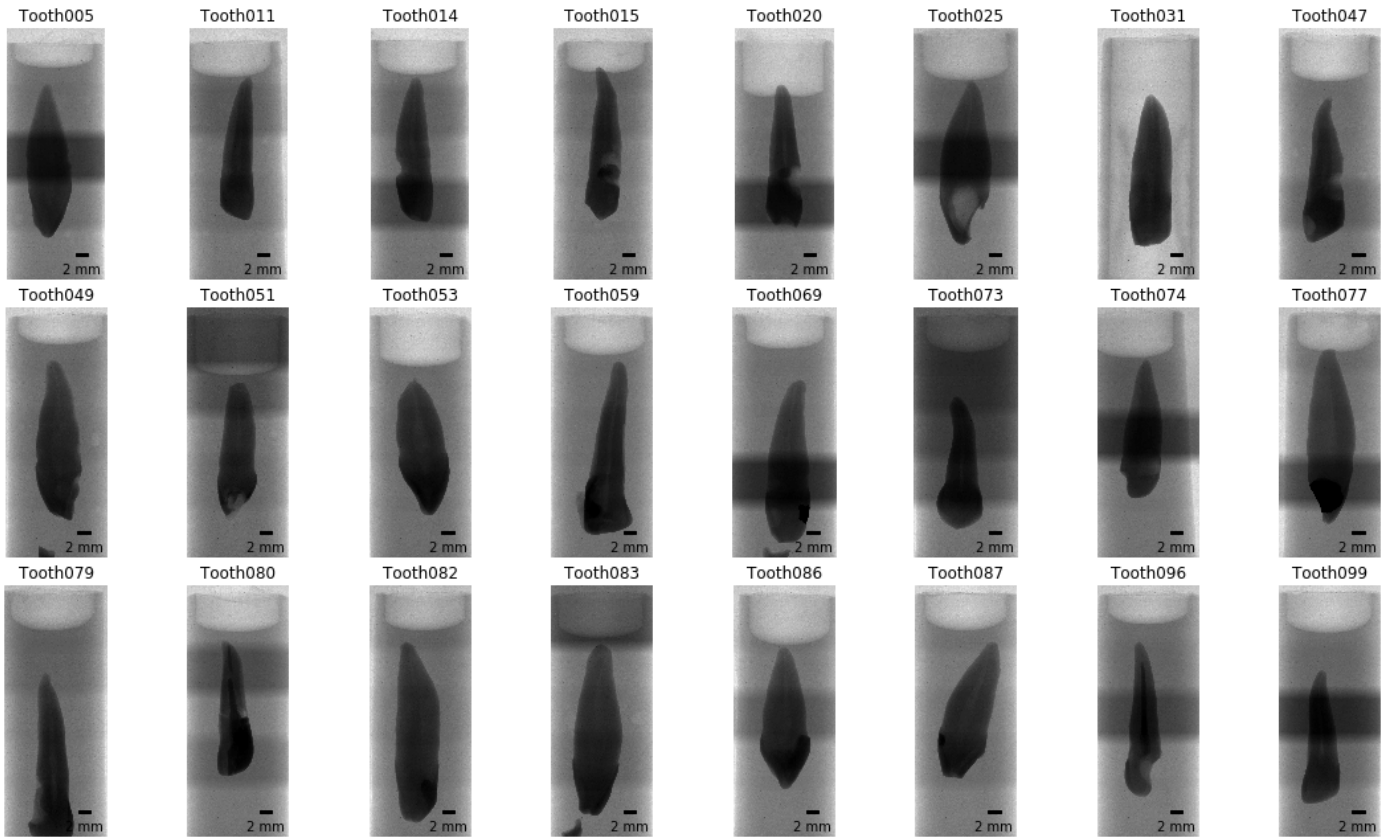 Tooth005 Tooth011 Tooth014 Tooth015 Tooth020 Tooth025 Tooth031 Tooth047
2 mm 2 mm 2 mm 2 mm 2 mm 2 mm 2 mm 2 mm
Tooth049 Tooth051 Tooth053 Tooth059 Tooth069 Tooth073 Tooth074 Tooth077
2 mm 2 mm 2 mm 2 mm 2 mm 2 mm 2 mm 2 mm
Tooth079 Tooth080 Tooth082 Tooth083 Tooth086 Tooth087 Tooth096 Tooth099
2 mm 2 mm 2 mm 2 mm 2 mm 2 mm 2 mm 2 mm